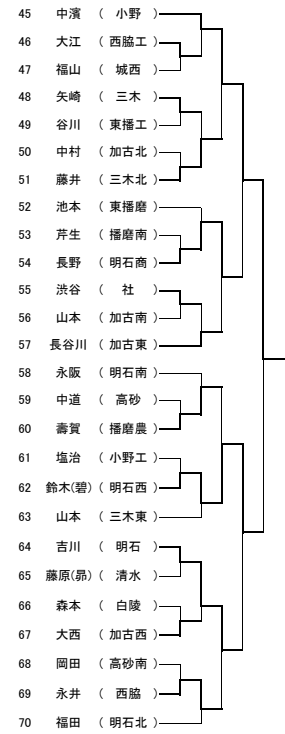 45 中濱 ( 小野 )
46 大江 ( 西脇工 )
47 福山 ( 城西 )
48 矢崎 ( 三木 )
49 谷川 ( 東播工 )
50 中村 ( 加古北 )
51 藤井 ( 三木北 )
52 池本 ( 東播磨 )
53 芹生 ( 播磨南 )
54 長野 ( 明石商 )
55 渋谷 ( 社 )
56 山本 ( 加古南 )
57 長谷川 ( 加古東 )
58 永阪 ( 明石南 )
59 中道 ( 高砂 )
60 壽賀 ( 播磨農 )
61 塩治 ( 小野工 )
62 鈴木(碧) ( 明石西 )
63 山本 ( 三木東 )
64 吉川 ( 明石 )
65 藤原(昴) ( 清水 )
66 森本 ( 白陵 )
67 大西 ( 加古西 )
68 岡田 ( 高砂南 )
69 永井 ( 西脇 )
70 福田 ( 明石北 )